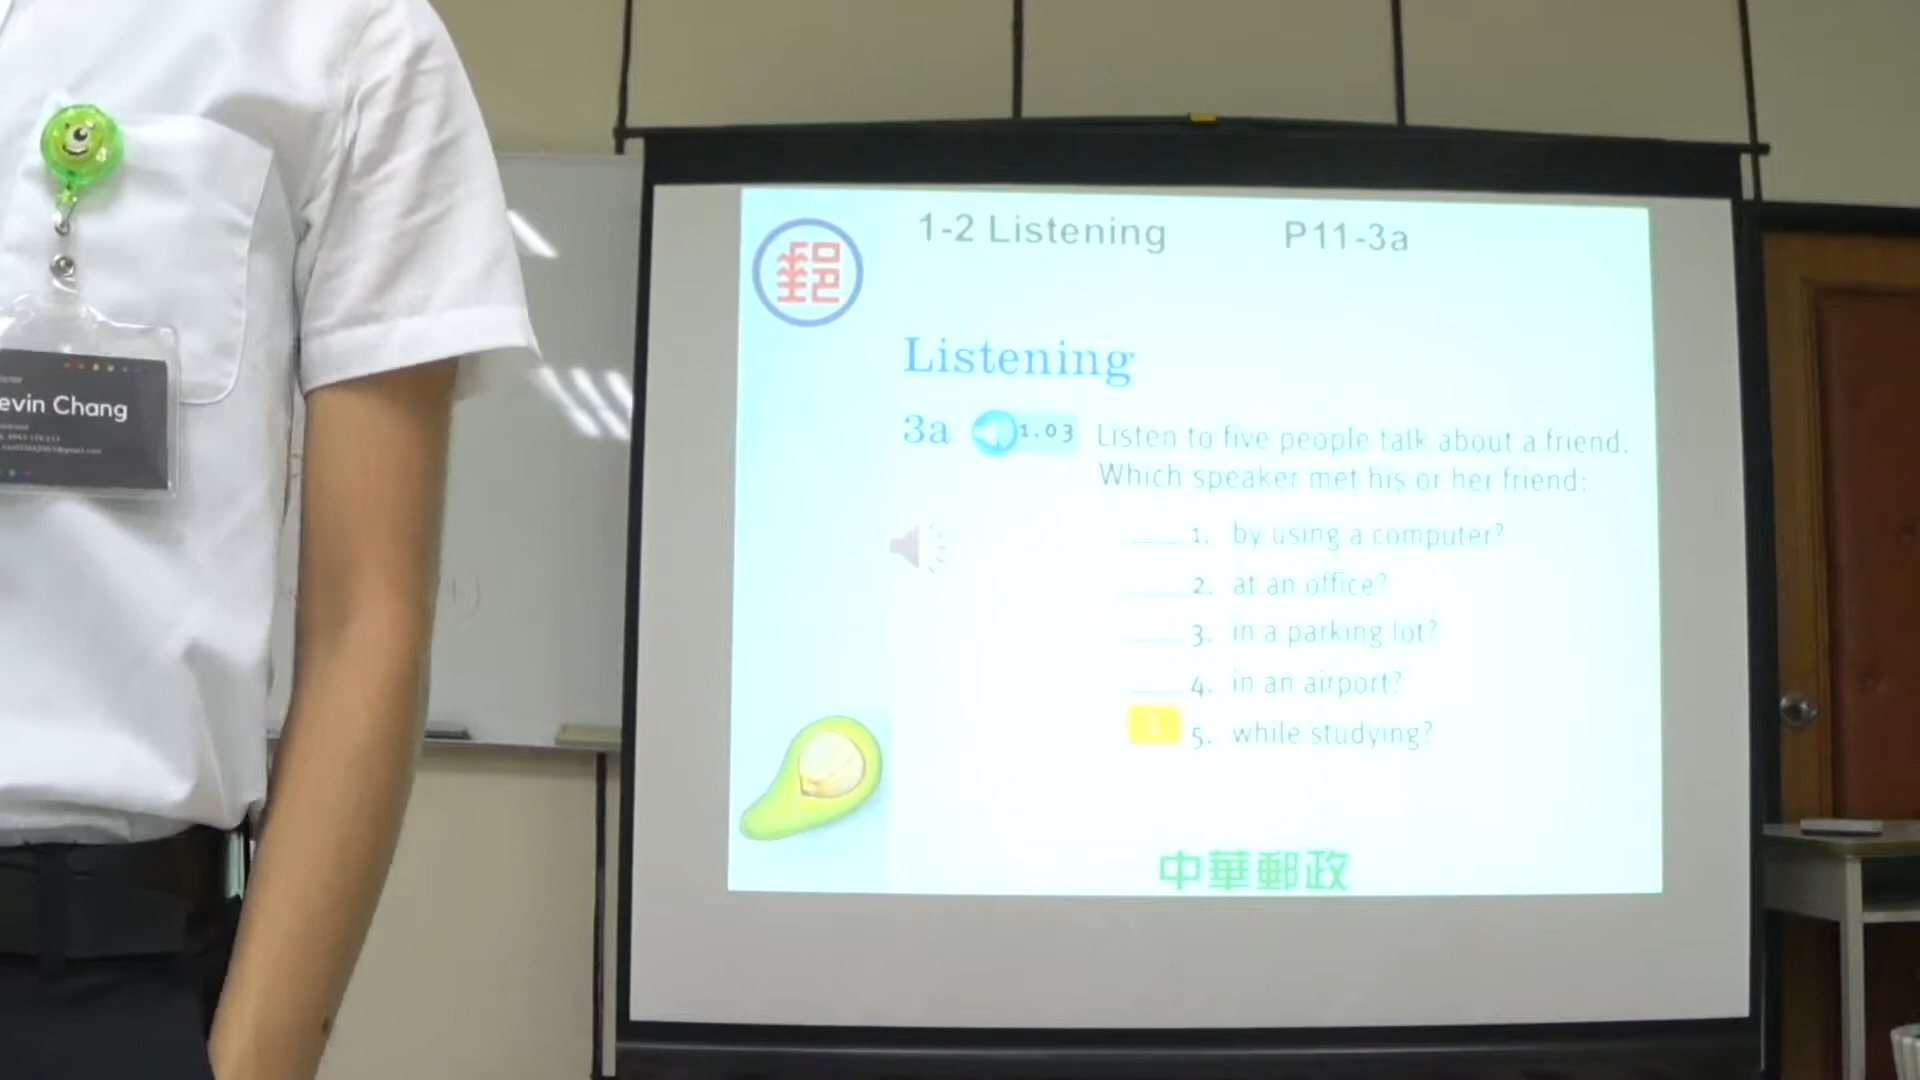 evin Chang
1-2 Listening P11-3a
郵
Listening
3a 1.03 Listen to five people talk about a friend.
Which speaker met his or her friend:
1. by using a computer?
2. at an office?
3. in a parking lot?
4. in an airport?
5. while studying?
中華郵政